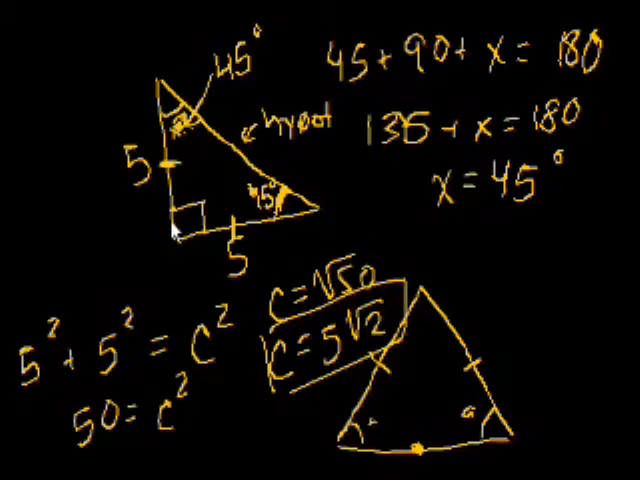 45°
45 + 90 + x = 180
hypot
135 + x = 180
5
x = 45°
45°
5
c = √50
5² + 5² = c²
c = 5√2
50 = c²
a